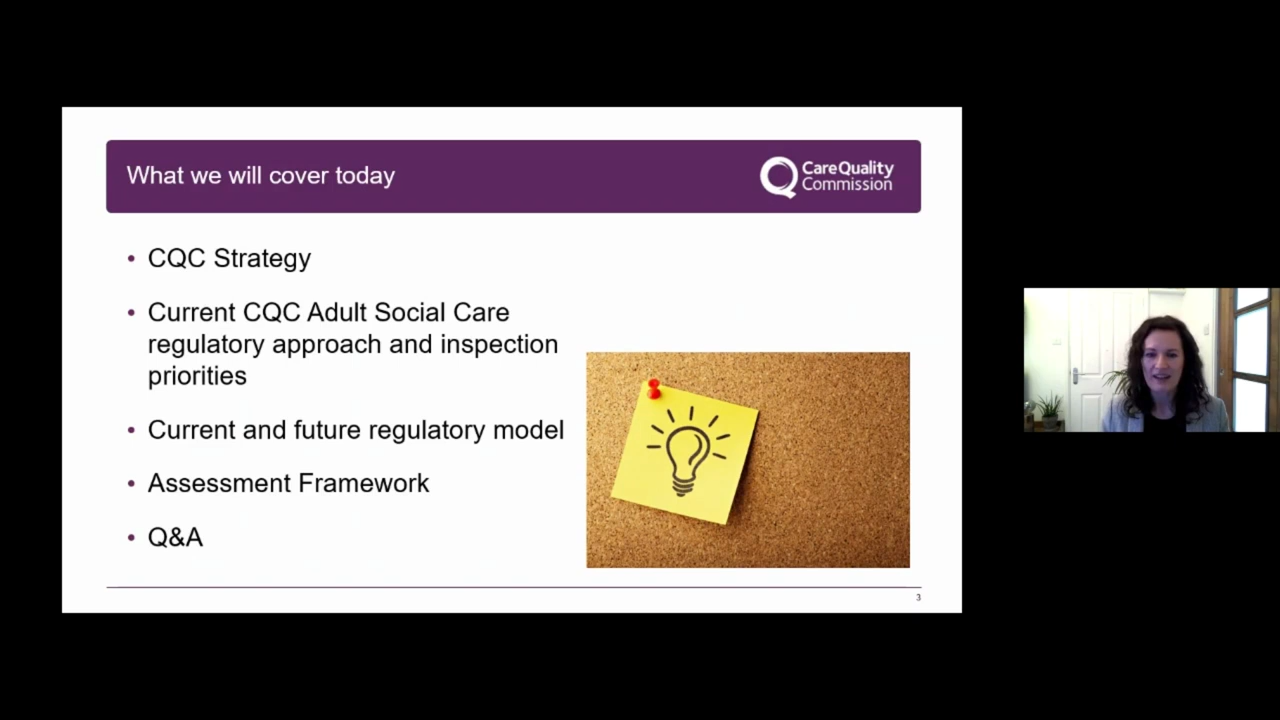 What we will cover today
CareQuality
Commission
• CQC Strategy
• Current CQC Adult Social Care
regulatory approach and inspection
priorities
• Current and future regulatory model
• Assessment Framework
• Q&A
3